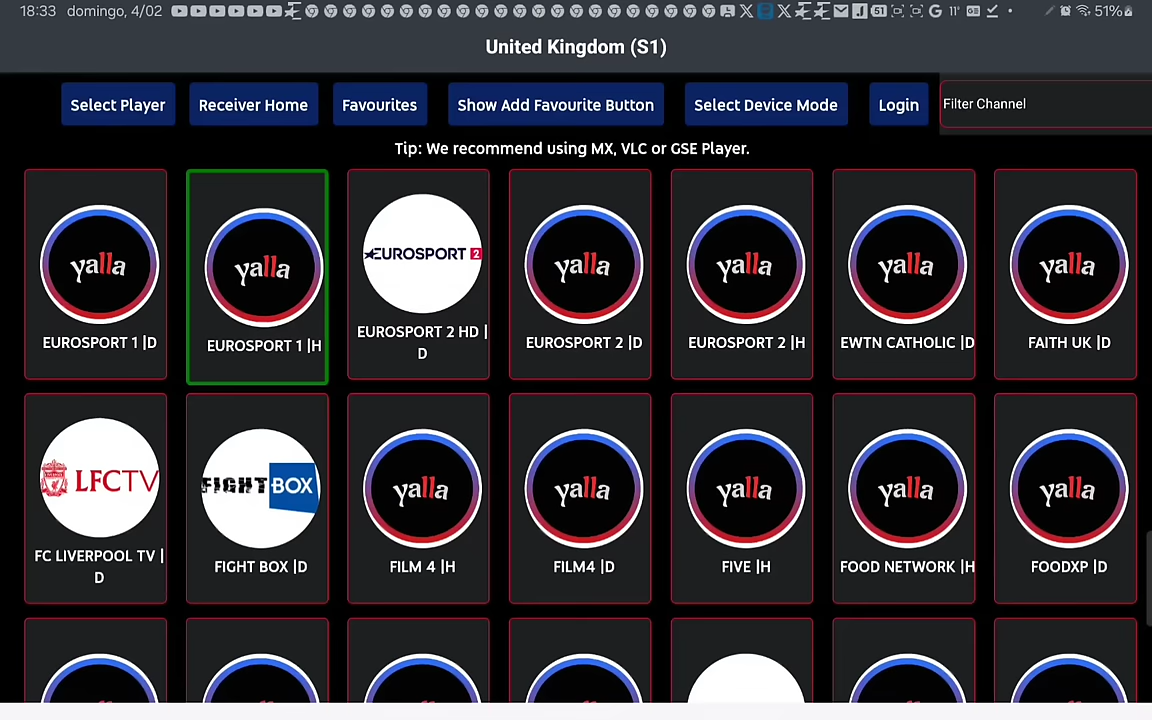 18:33 domingo, 4/02 51 G 11° GE 51%
United Kingdom (S1)
Select Player Receiver Home Favourites Show Add Favourite Button Select Device Mode Login Filter Channel
Tip: We recommend using MX, VLC or GSE Player.
yalla yalla EUROSPORT 2 yalla yalla yalla yalla
EUROSPORT 1 |D EUROSPORT 1 |H EUROSPORT 2 HD | D EUROSPORT 2 |D EUROSPORT 2 |H EWTN CATHOLIC |D FAITH UK |D
LFCTV FIGHT BOX yalla yalla yalla yalla yalla
FC LIVERPOOL TV | D FIGHT BOX |D FILM 4 |H FILM4 |D FIVE |H FOOD NETWORK |H FOODXP |D